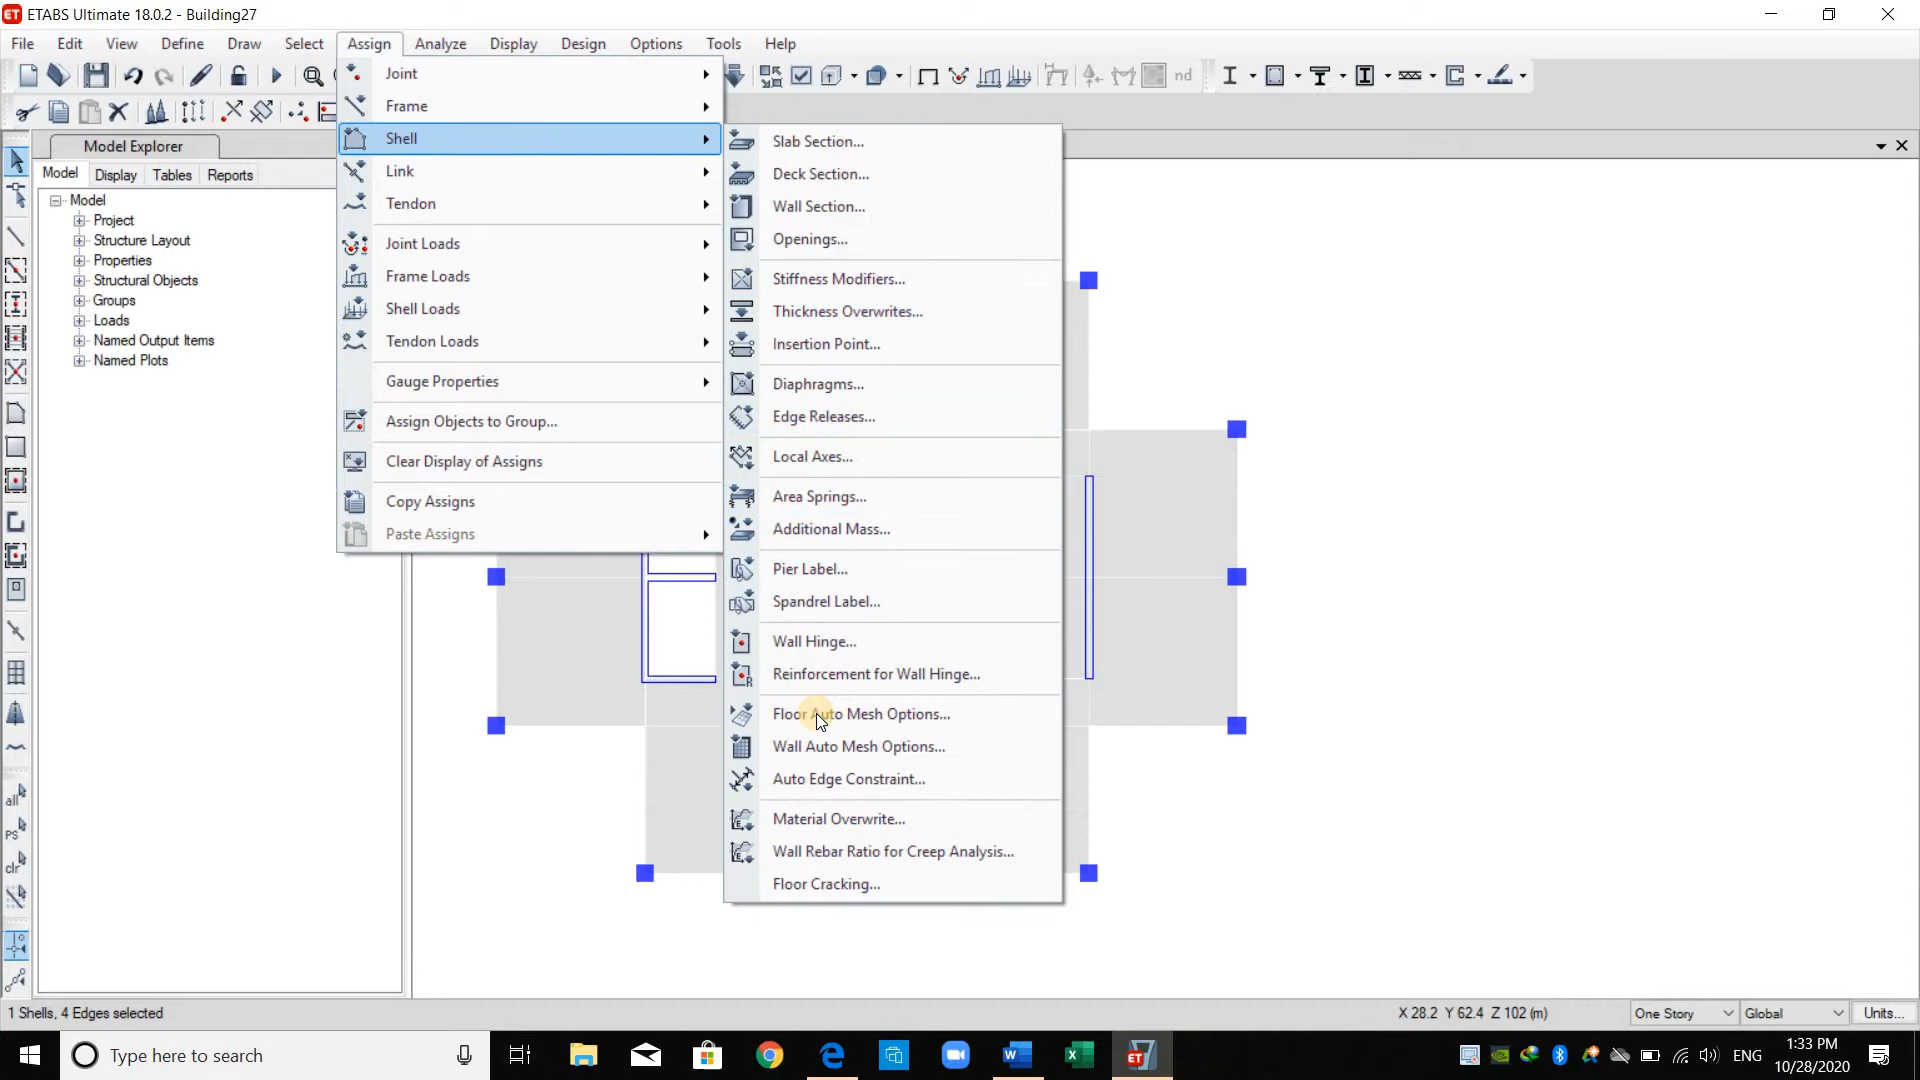 ETABS Ultimate 18.0.2 - Building27
File Edit View Define Draw Select Assign Analyze Display Design Options Tools Help
nd
Model Explorer
Model Display Tables Reports
Model
Project
Structure Layout
Properties
Structural Objects
Groups
Loads
Named Output Items
Named Plots
Joint
Frame
Shell
Link
Tendon
Joint Loads
Frame Loads
Shell Loads
Tendon Loads
Gauge Properties
Assign Objects to Group...
Clear Display of Assigns
Copy Assigns
Paste Assigns
Slab Section...
Deck Section...
Wall Section...
Openings...
Stiffness Modifiers...
Thickness Overwrites...
Insertion Point...
Diaphragms...
Edge Releases...
Local Axes...
Area Springs...
Additional Mass...
Pier Label...
Spandrel Label...
Wall Hinge...
Reinforcement for Wall Hinge...
Floor Auto Mesh Options...
Wall Auto Mesh Options...
Auto Edge Constraint...
Material Overwrite...
Wall Rebar Ratio for Creep Analysis...
Floor Cracking...
all
PS
clr
1 Shells, 4 Edges selected
X 28.2 Y 62.4 Z 102 (m)
One Story
Global
Units...
Type here to search
ENG
1:33 PM
10/28/2020